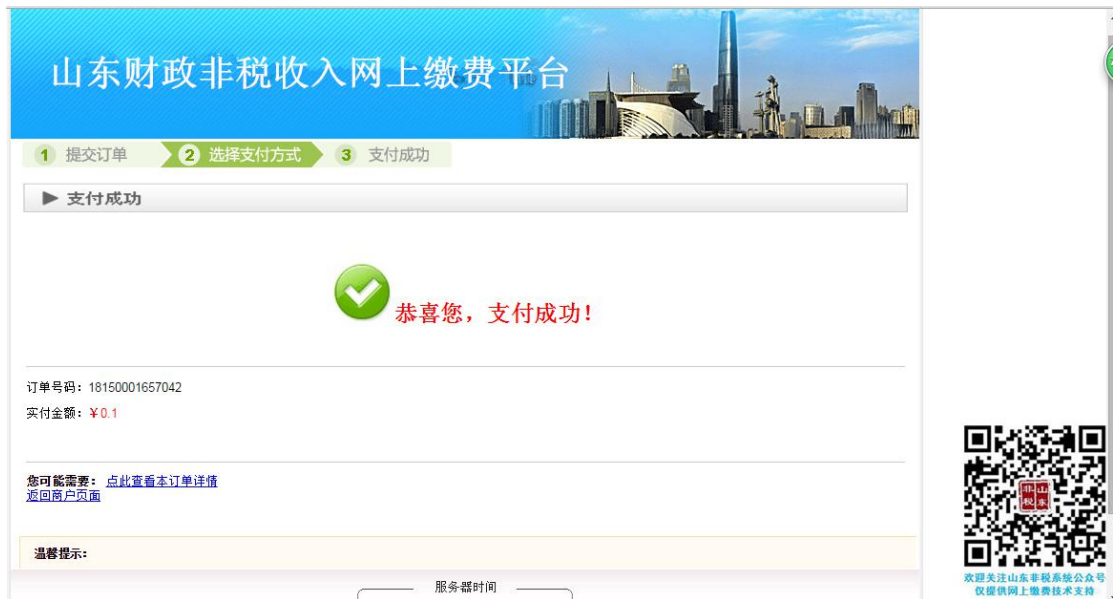 山东财政非税收入网上缴费平台
1 提交订单 2 选择支付方式 3 支付成功
▶ 支付成功
恭喜您，支付成功！
订单号码：18150001657042
实付金额：￥0.1
您可能需要：点此查看本订单详情
返回商户页面
非山
税东
欢迎关注山东非税系统公众号
仅提供网上缴费技术支持
温馨提示：
服务器时间